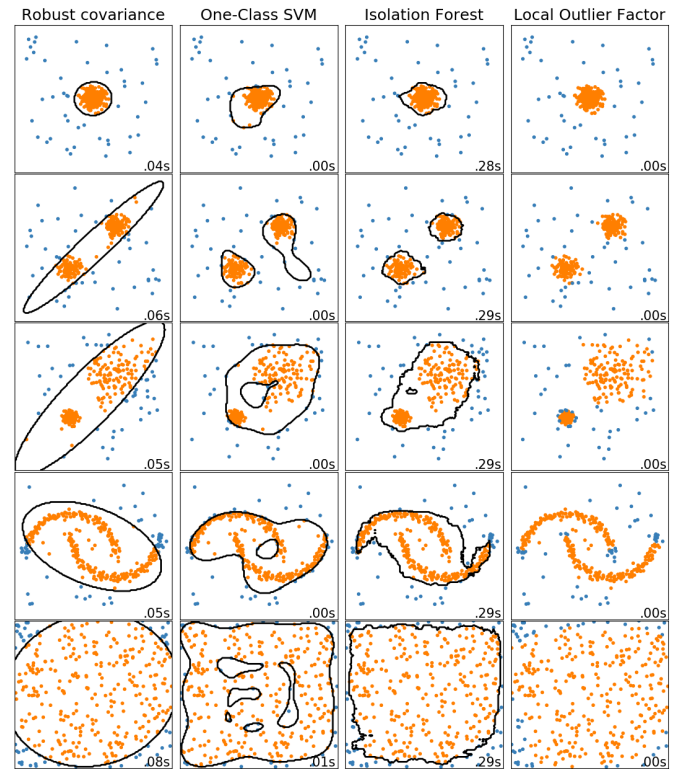 Robust covariance One-Class SVM Isolation Forest Local Outlier Factor
.04s .00s .28s .00s
.06s .00s .29s .00s
.05s .00s .29s .00s
.05s .00s .29s .00s
.08s .01s .29s .00s